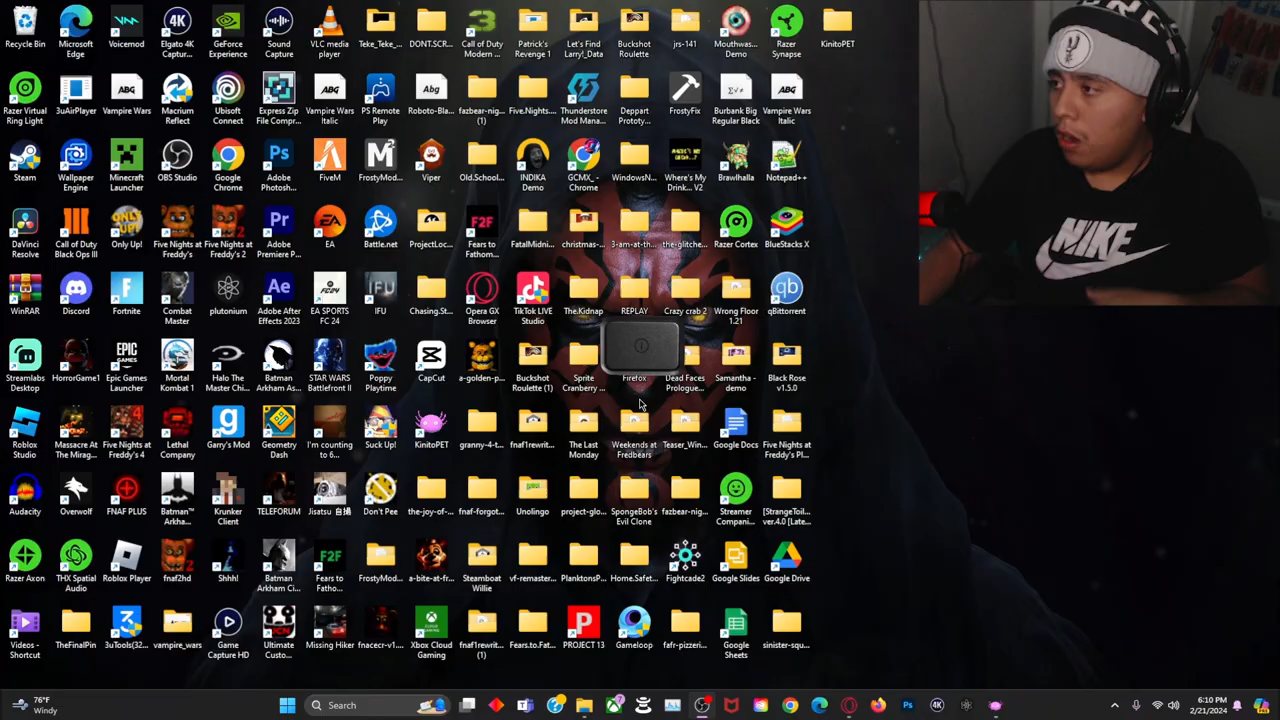 Recycle Bin
Microsoft Edge
Voicemod
Elgato 4K Captur...
GeForce Experience
Sound Capture
VLC media player
Teke_Teke_...
DONT.SCR...
Call of Duty Modern ...
Patrick's Revenge 1
Let's Find Larry!_Data
Buckshot Roulette
jrs-141
Mouthwas... Demo
Razer Synapse
KinitoPET
Razer Virtual Ring Light
3uAirPlayer
Vampire Wars
Macrium Reflect
Ubisoft Connect
Express Zip File Compr...
Vampire Wars Italic
PS Remote Play
Roboto-Bla...
fazbear-nig... (1)
Five.Nights...
Thunderstore Mod Mana...
Deppart Prototy...
FrostyFix
Burbank Big Regular Black
Vampire Wars Italic
Steam
Wallpaper Engine
Minecraft Launcher
OBS Studio
Google Chrome
Adobe Photosh...
FiveM
FrostyMod...
Viper
Old.School...
INDIKA Demo
GCMX_ - Chrome
WindowsN...
Where's My Drink... V2
Brawlhalla
Notepad++
DaVinci Resolve
Call of Duty Black Ops III
Only Up!
Five Nights at Freddy's
Five Nights at Freddy's 2
Adobe Premiere P...
EA
Battle.net
ProjectLoc...
Fears to Fathom...
FatalMidni...
christmas-...
3-am-at-th...
the-glitche...
Razer Cortex
BlueStacks X
WinRAR
Discord
Fortnite
Combat Master
plutonium
Adobe After Effects 2023
EA SPORTS FC 24
IFU
Chasing.St...
Opera GX Browser
TikTok LIVE Studio
The.Kidnap
REPLAY
Crazy crab 2
Wrong Floor 1.21
qBittorrent
Streamlabs Desktop
HorrorGame1
Epic Games Launcher
Mortal Kombat 1
Halo The Master Chi...
Batman Arkham As...
STAR WARS Battlefront II
Poppy Playtime
CapCut
a-golden-p...
Buckshot Roulette (1)
Sprite Cranberry ...
Firefox
Dead Faces Prologue...
Samantha - demo
Black Rose v1.5.0
Roblox Studio
Massacre At The Mirag...
Five Nights at Freddy's 4
Lethal Company
Garry's Mod
Geometry Dash
I'm counting to 6...
Suck Up!
KinitoPET
granny-4-t...
fnaf1rewrit...
The Last Monday
Weekends at Fredbears
Teaser_Win...
Google Docs
Five Nights at Freddy's Pl...
Audacity
Overwolf
FNAF PLUS
Batman™ Arkha...
Krunker Client
TELEFORUM
Jisatsu
Don't Pee
the-joy-of-...
fnaf-forgot...
Unolingo
project-glo...
SpongeBob's Evil Clone
fazbear-nig...
Streamer Compani...
[StrangeToil... ver.4.0 [Late...
Razer Axon
THX Spatial Audio
Roblox Player
fnaf2hd
Shhh!
Batman Arkham Ci...
Fears to Fatho...
FrostyMod...
a-bite-at-fr...
Steamboat Willie
vf-remaster...
PlanktonsP...
Home.Safet...
Fightcade2
Google Slides
Google Drive
Videos - Shortcut
TheFinalPin
3uTools(32...
vampire_wars
Game Capture HD
Ultimate Custo...
Missing Hiker
fnacecr-v1...
Xbox Cloud Gaming
fnaf1rewrit... (1)
Fears.to.Fat...
PROJECT 13
Gameloop
fafr-pizzeri...
Google Sheets
sinister-squ...
NIKE
76°F
Windy
Search
6:10 PM
2/21/2024